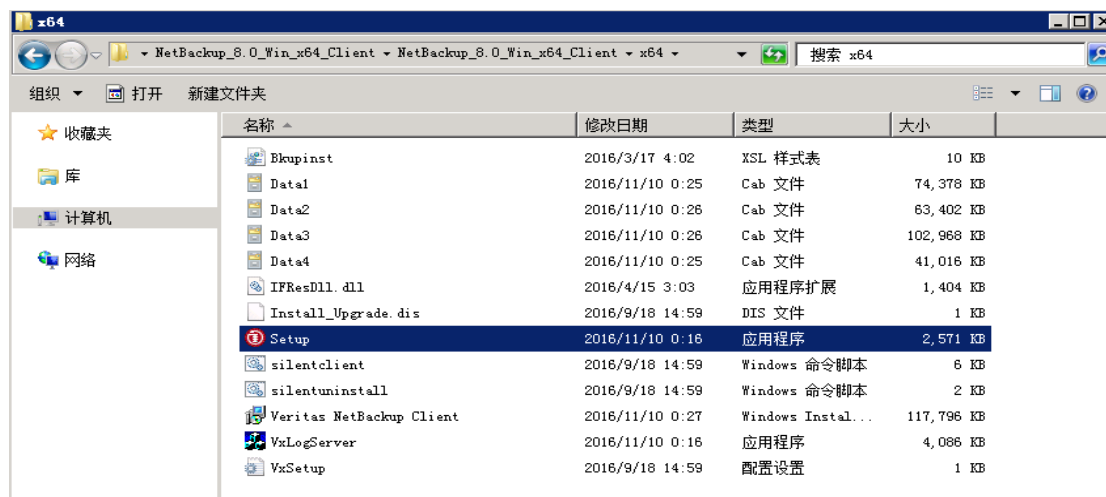 x64
NetBackup_8.0_Win_x64_Client NetBackup_8.0_Win_x64_Client x64 搜索 x64
组织 打开 新建文件夹
收藏夹
库
计算机
网络
名称 修改日期 类型 大小
Bkupinst 2016/3/17 4:02 XSL 样式表 10 KB
Data1 2016/11/10 0:25 Cab 文件 74,378 KB
Data2 2016/11/10 0:26 Cab 文件 63,402 KB
Data3 2016/11/10 0:26 Cab 文件 102,968 KB
Data4 2016/11/10 0:25 Cab 文件 41,016 KB
IFResDll.dll 2016/4/15 3:03 应用程序扩展 1,404 KB
Install_Upgrade.dis 2016/9/18 14:59 DIS 文件 1 KB
Setup 2016/11/10 0:16 应用程序 2,571 KB
silentclient 2016/9/18 14:59 Windows 命令脚本 6 KB
silentuninstall 2016/9/18 14:59 Windows 命令脚本 2 KB
Veritas NetBackup Client 2016/11/10 0:27 Windows Instal... 117,796 KB
VxLogServer 2016/11/10 0:16 应用程序 4,086 KB
VxSetup 2016/9/18 14:59 配置设置 1 KB